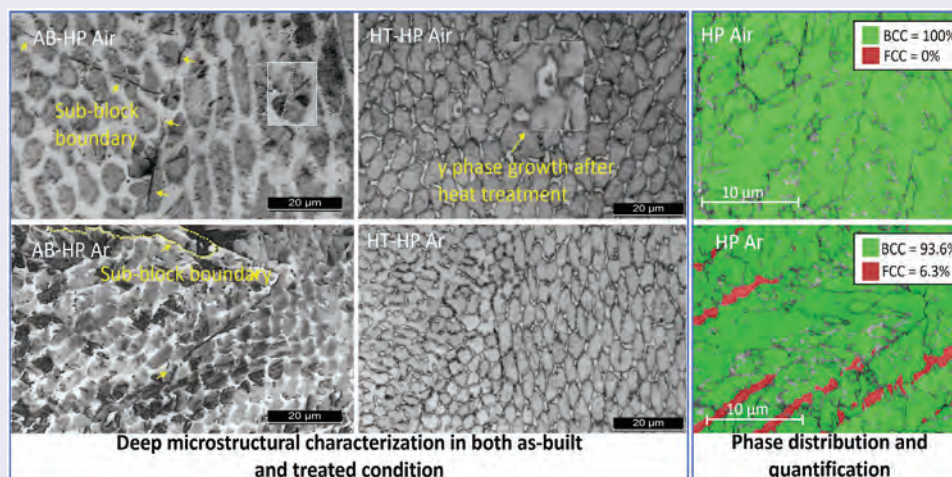 AB-HP Air
Sub-block
boundary
20 µm
HT-HP Air
γ phase growth after
heat treatment
20 µm
HP Air
BCC = 100%
FCC = 0%
10 µm
AB-HP Ar
Sub-block boundary
20 µm
HT-HP Ar
20 µm
HP Ar
BCC = 93.6%
FCC = 6.3%
10 µm
Deep microstructural characterization in both as-built
and treated condition
Phase distribution and
quantification